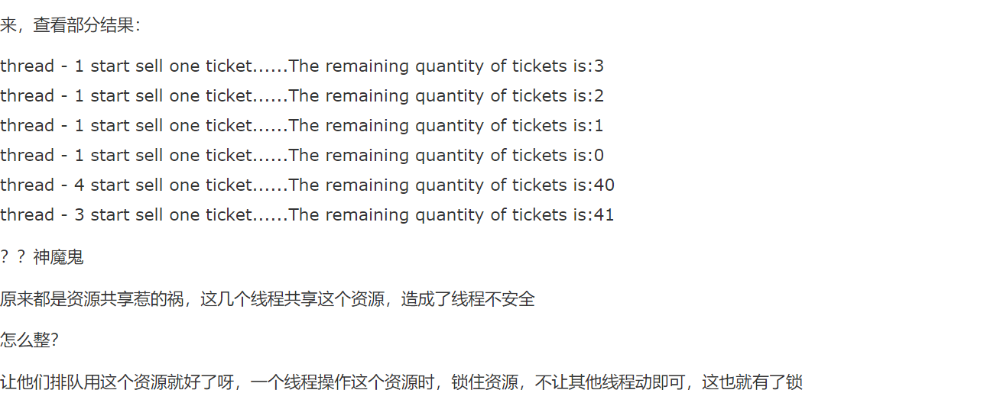 来，查看部分结果：
thread - 1 start sell one ticket......The remaining quantity of tickets is:3
thread - 1 start sell one ticket......The remaining quantity of tickets is:2
thread - 1 start sell one ticket......The remaining quantity of tickets is:1
thread - 1 start sell one ticket......The remaining quantity of tickets is:0
thread - 4 start sell one ticket......The remaining quantity of tickets is:40
thread - 3 start sell one ticket......The remaining quantity of tickets is:41
？？神魔鬼
原来都是资源共享惹的祸，这几个线程共享这个资源，造成了线程不安全
怎么整？
让他们排队用这个资源就好了呀，一个线程操作这个资源时，锁住资源，不让其他线程动即可，这也就有了锁